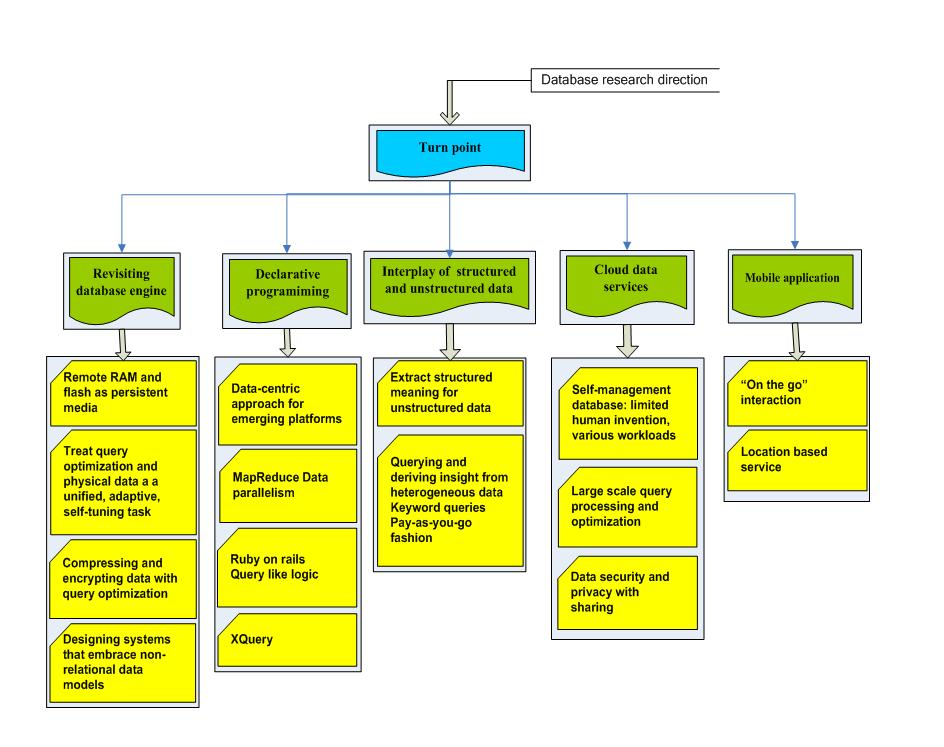 Database research direction
Turn point
Revisiting
database engine
Declarative
programiming
Interplay of structured
and unstructured data
Cloud data
services
Mobile application
Remote RAM and
flash as persistent
media
Treat query
optimization and
physical data a a
unified, adaptive,
self-tuning task
Compressing and
encrypting data with
query optimization
Designing systems
that embrace non-
relational data
models
Data-centric
approach for
emerging platforms
MapReduce Data
parallelism
Ruby on rails
Query like logic
XQuery
Extract structured
meaning for
unstructured data
Querying and
deriving insight from
heterogeneous data
Keyword queries
Pay-as-you-go
fashion
Self-management
database: limited
human invention,
various workloads
Large scale query
processing and
optimization
Data security and
privacy with
sharing
“On the go”
interaction
Location based
service